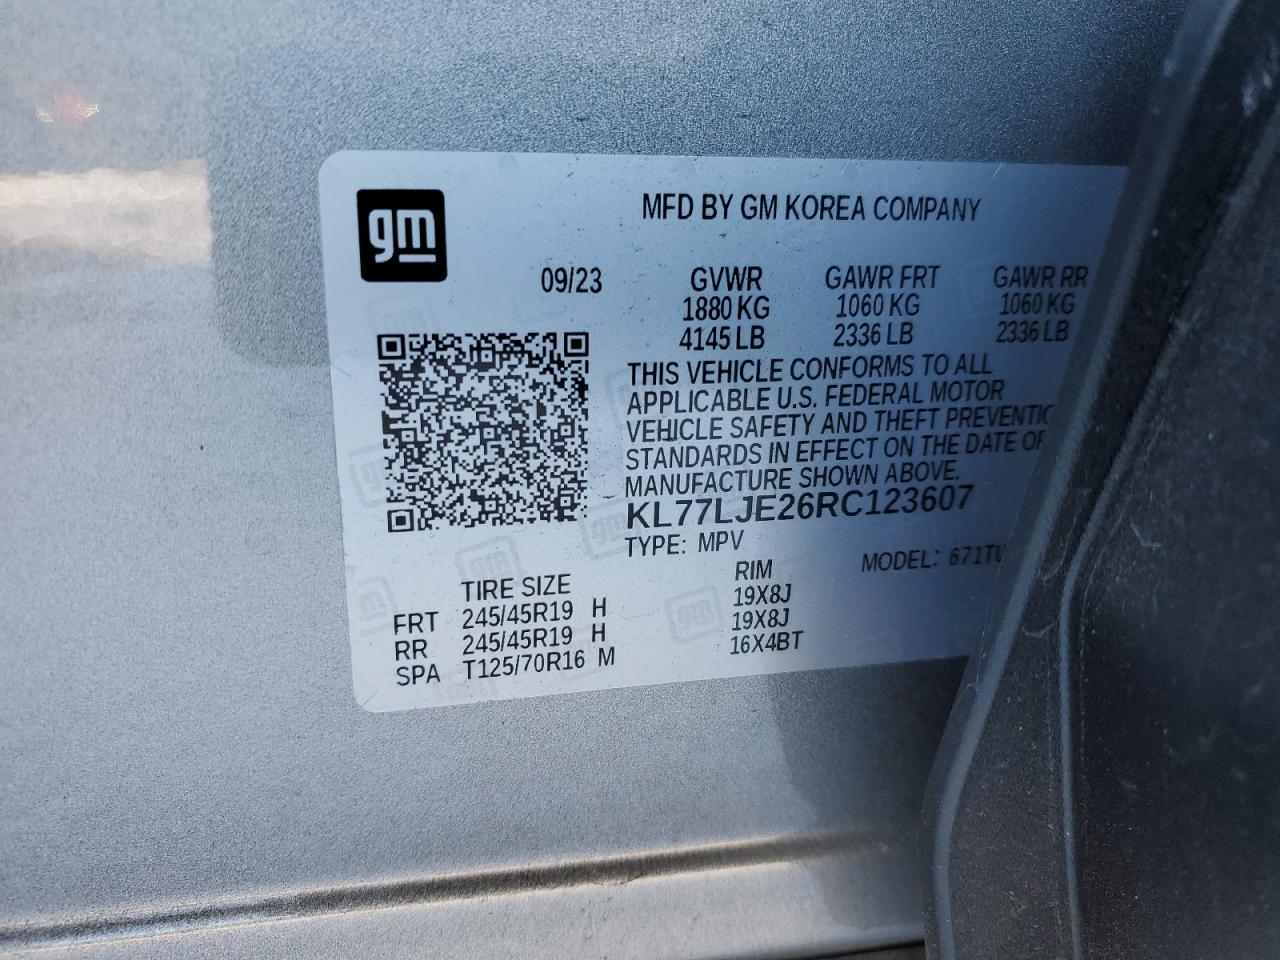 gm
MFD BY GM KOREA COMPANY
09/23 GVWR GAWR FRT GAWR RR
1880 KG 1060 KG 1060 KG
4145 LB 2336 LB 2336 LB
THIS VEHICLE CONFORMS TO ALL
APPLICABLE U.S. FEDERAL MOTOR
VEHICLE SAFETY AND THEFT
STANDARDS IN EFFECT ON THE DATE OF
MANUFACTURE SHOWN ABOVE.
KL77LJE26RC123607
TYPE: MPV MODEL:
TIRE SIZE RIM
FRT 245/45R19 H 19X8J
RR 245/45R19 H 19X8J
SPA T125/70R16 M 16X4BT